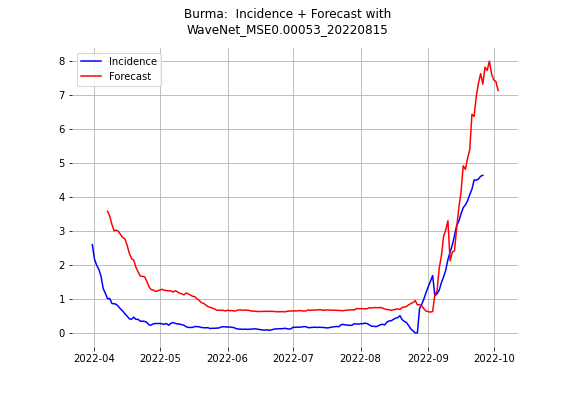 Burma:  Incidence + Forecast with
WaveNet_MSE0.00053_20220815
Incidence
Forecast
8
7
6
5
4
3
2
1
0
2022-04 2022-05 2022-06 2022-07 2022-08 2022-09 2022-10